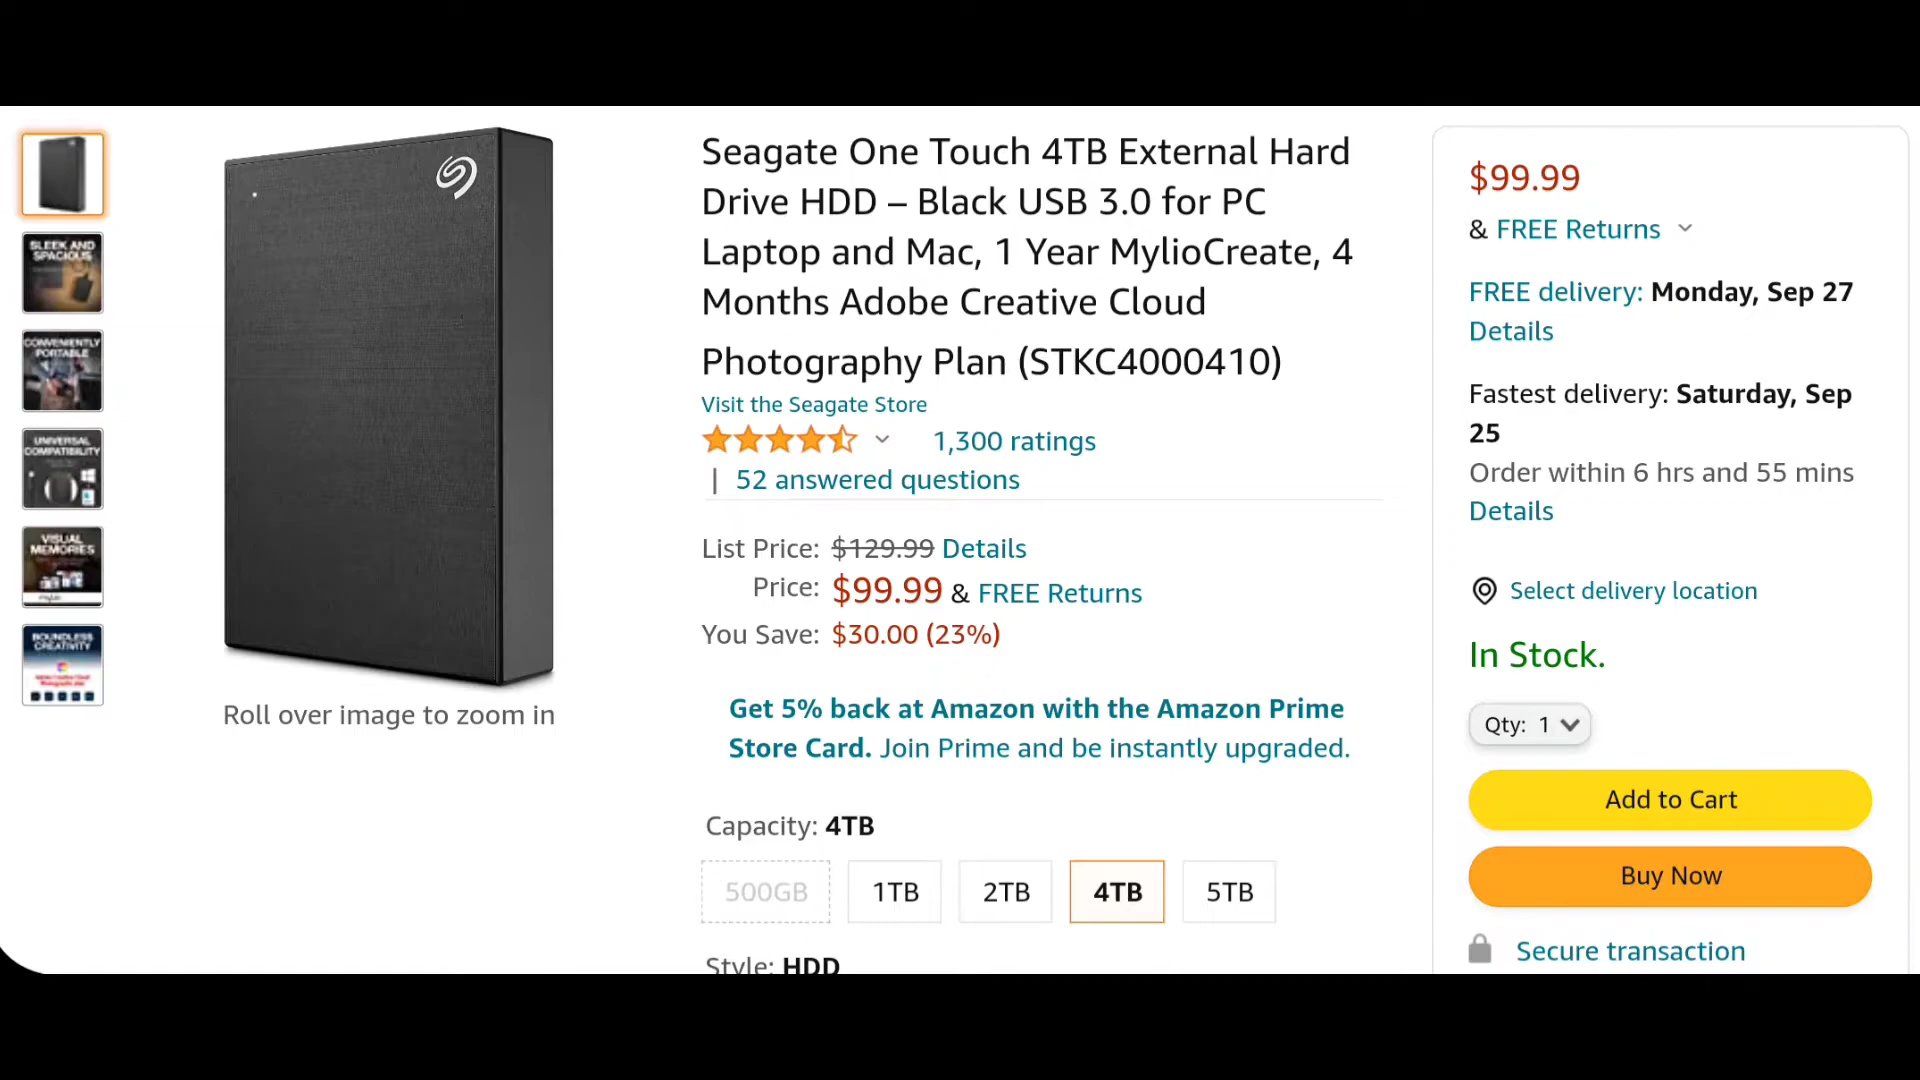 SLEEK AND
SPACIOUS
CONVENIENTLY
PORTABLE
UNIVERSAL
COMPATIBILITY
VISUAL
MEMORIES
BOUNDLESS
CREATIVITY
Roll over image to zoom in
Seagate One Touch 4TB External Hard
Drive HDD – Black USB 3.0 for PC
Laptop and Mac, 1 Year MylioCreate, 4
Months Adobe Creative Cloud
Photography Plan (STKC4000410)
Visit the Seagate Store
1,300 ratings
| 52 answered questions
List Price: $129.99 Details
Price: $99.99 & FREE Returns
You Save: $30.00 (23%)
Get 5% back at Amazon with the Amazon Prime
Store Card. Join Prime and be instantly upgraded.
Capacity: 4TB
500GB 1TB 2TB 4TB 5TB
Style: HDD
$99.99
& FREE Returns
FREE delivery: Monday, Sep 27
Details
Fastest delivery: Saturday, Sep
25
Order within 6 hrs and 55 mins
Details
Select delivery location
In Stock.
Qty: 1
Add to Cart
Buy Now
Secure transaction